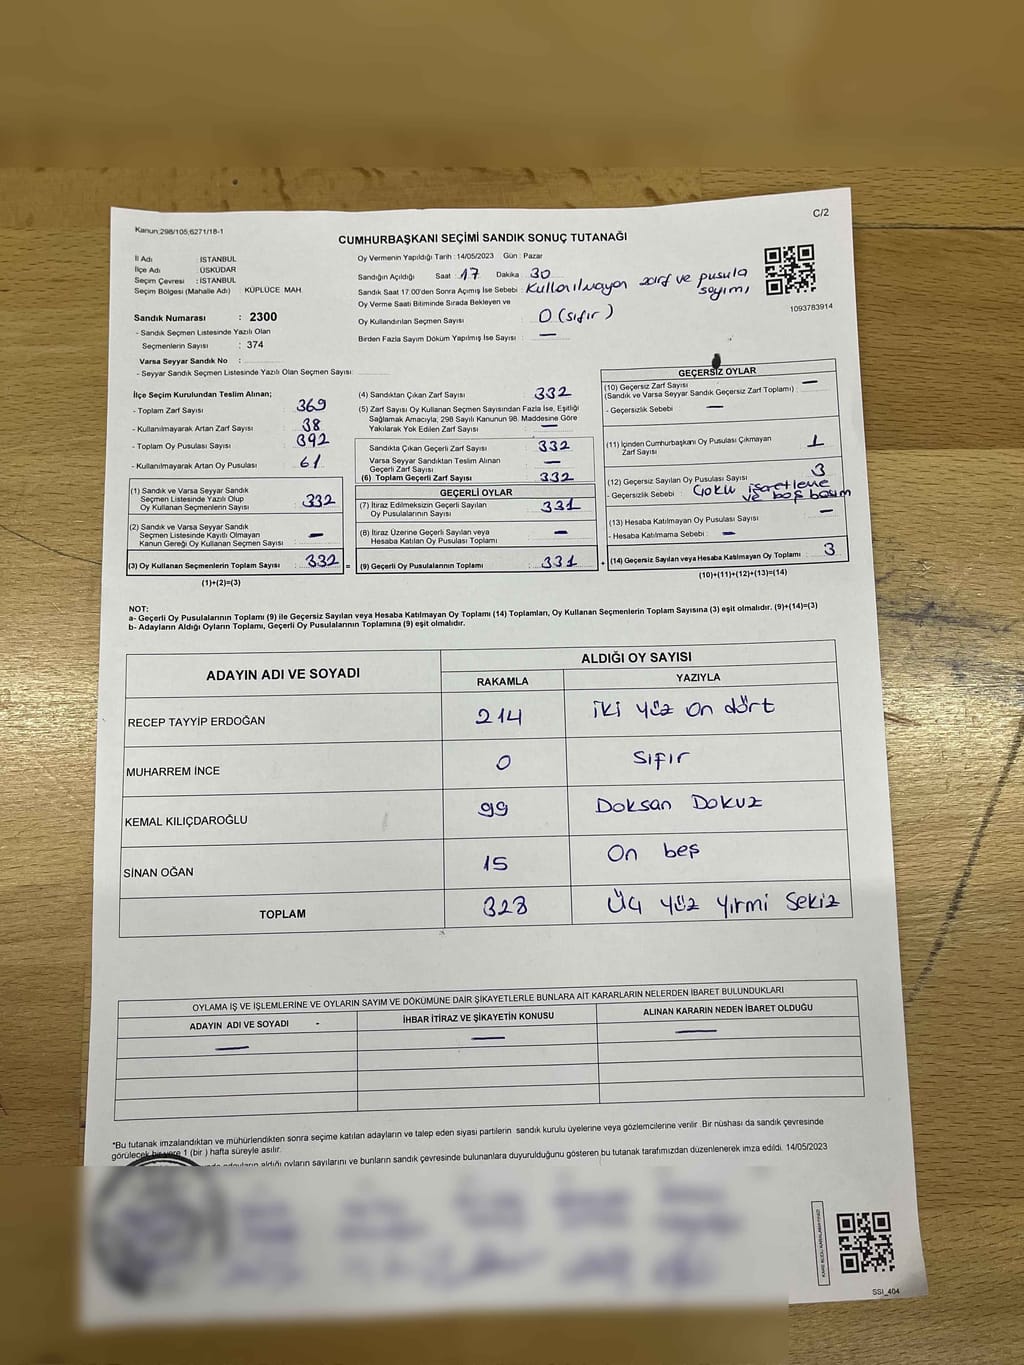 C/2
Kanun:298/105,6271/18-1
CUMHURBAŞKANI SEÇİMİ SANDIK SONUÇ TUTANAĞI
İl Adı : İSTANBUL
İlçe Adı : ÜSKÜDAR
Seçim Çevresi : İSTANBUL
Seçim Bölgesi (Mahalle Adı) : KÜPLÜCE MAH.
Sandık Numarası : 2300
- Sandık Seçmen Listesinde Yazılı Olan
Seçmenlerin Sayısı : 374
Varsa Seyyar Sandık No :
- Seyyar Sandık Seçmen Listesinde Yazılı Olan Seçmen Sayısı:
Oy Vermenin Yapıldığı Tarih : 14/05/2023 Gün : Pazar
Sandığın Açıldığı Saat : 17 Dakika : 30
Sandık Saat 17:00'den Sonra Açılmış İse Sebebi : Kullanılmayan zarf ve pusula sayımı
Oy Verme Saati Bitiminde Sırada Bekleyen ve
Oy Kullandırılan Seçmen Sayısı : 0 (sıfır)
Birden Fazla Sayım Döküm Yapılmış İse Sayısı : —
1093783914
İlçe Seçim Kurulundan Teslim Alınan;
- Toplam Zarf Sayısı : 369
- Kullanılmayarak Artan Zarf Sayısı : 38
- Toplam Oy Pusulası Sayısı : 392
- Kullanılmayarak Artan Oy Pusulası : 61
(1) Sandık ve Varsa Seyyar Sandık
Seçmen Listesinde Yazılı Olup
Oy Kullanan Seçmenlerin Sayısı : 332
(2) Sandık ve Varsa Seyyar Sandık
Seçmen Listesinde Kayıtlı Olmayan
Kanun Gereği Oy Kullanan Seçmen Sayısı : —
(3) Oy Kullanan Seçmenlerin Toplam Sayısı : 332 =
(1)+(2)=(3)
(4) Sandıktan Çıkan Zarf Sayısı : 332
(5) Zarf Sayısı Oy Kullanan Seçmen Sayısından Fazla İse, Eşitliği
Sağlamak Amacıyla; 298 Sayılı Kanunun 98. Maddesine Göre
Yakılarak Yok Edilen Zarf Sayısı : —
Sandıkta Çıkan Geçerli Zarf Sayısı : 332
Varsa Seyyar Sandıktan Teslim Alınan
Geçerli Zarf Sayısı : —
(6) Toplam Geçerli Zarf Sayısı : 332
GEÇERLİ OYLAR
(7) İtiraz Edilmeksizin Geçerli Sayılan
Oy Pusulalarının Sayısı : 331
(8) İtiraz Üzerine Geçerli Sayılan veya
Hesaba Katılan Oy Pusulası Toplamı : —
(9) Geçerli Oy Pusulalarının Toplamı : 331 +
GEÇERSİZ OYLAR
(10) Geçersiz Zarf Sayısı : —
(Sandık ve Varsa Seyyar Sandık Geçersiz Zarf Toplamı)
- Geçersizlik Sebebi : —
(11) İçinden Cumhurbaşkanı Oy Pusulası Çıkmayan
Zarf Sayısı : 1
(12) Geçersiz Sayılan Oy Pusulası Sayısı : 3
- Geçersizlik Sebebi : Çoklu işaretleme
ve boş basım
(13) Hesaba Katılmayan Oy Pusulası Sayısı : —
- Hesaba Katılmama Sebebi : —
(14) Geçersiz Sayılan veya Hesaba Katılmayan Oy Toplamı : 3
(10)+(11)+(12)+(13)=(14)
NOT:
a- Geçerli Oy Pusulalarının Toplamı (9) ile Geçersiz Sayılan veya Hesaba Katılmayan Oy Toplamı (14) Toplamları, Oy Kullanan Seçmenlerin Toplam Sayısına (3) eşit olmalıdır. (9)+(14)=(3)
b- Adayların Aldığı Oyların Toplamı, Geçerli Oy Pusulalarının Toplamına (9) eşit olmalıdır.
ADAYIN ADI VE SOYADI ALDIĞI OY SAYISI
RAKAMLA YAZIYLA
RECEP TAYYİP ERDOĞAN 214 iki yüz on dört
MUHARREM İNCE 0 Sıfır
KEMAL KILIÇDAROĞLU 99 Doksan Dokuz
SİNAN OĞAN 15 On beş
TOPLAM 328 Üç yüz yirmi Sekiz
OYLAMA İŞ VE İŞLEMLERİNE VE OYLARIN SAYIM VE DÖKÜMÜNE DAİR ŞİKAYETLERLE BUNLARA AİT KARARLARIN NELERDEN İBARET BULUNDUKLARI
ADAYIN ADI VE SOYADI - İHBAR İTİRAZ VE ŞİKAYETİN KONUSU ALINAN KARARIN NEDEN İBARET OLDUĞU
— — —
*Bu tutanak imzalandıktan ve mühürlendikten sonra seçime katılan adayların ve talep eden siyasi partilerin sandık kurulu üyelerine veya gözlemcilerine verilir. Bir nüshası da sandık çevresinde
görülecek bir yere 1 (bir ) hafta süreyle asılır.
aldığı oyların sayılarını ve bunların sandık çevresinde bulunanlara duyurulduğunu gösteren bu tutanak tarafımızdan düzenlenerek imza edildi. 14/05/2023
SSI_404